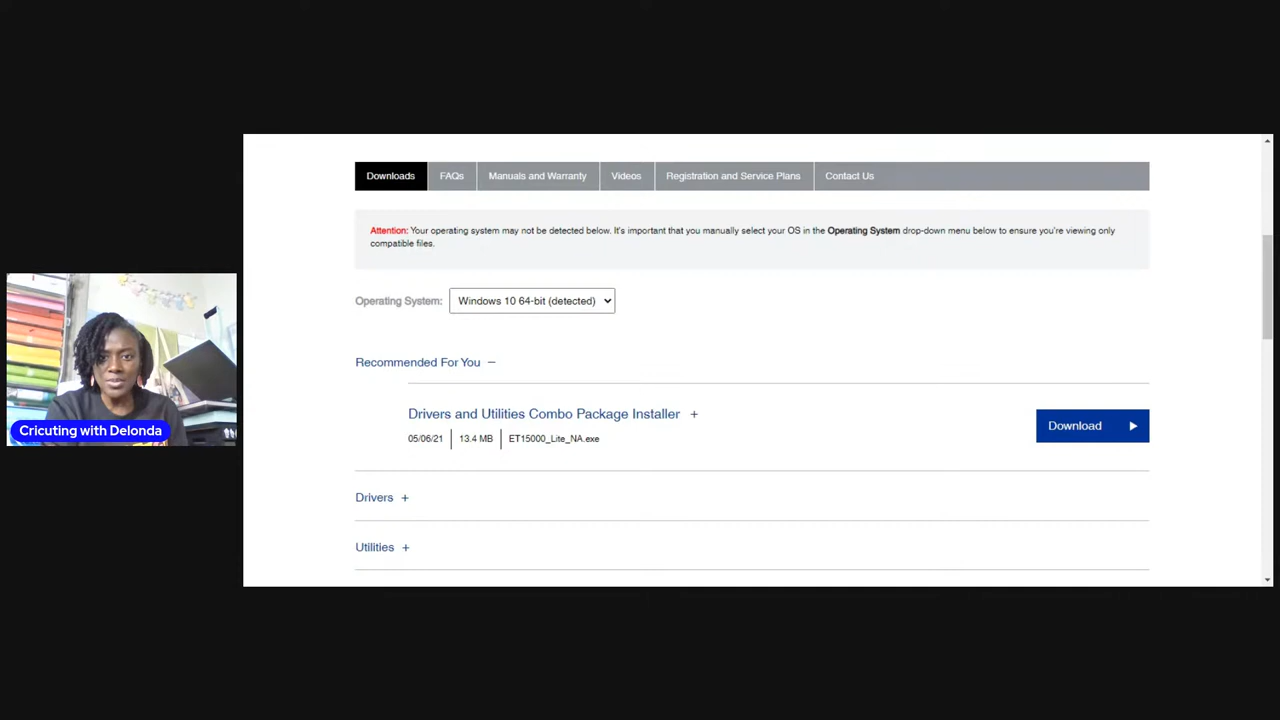 Downloads FAQs Manuals and Warranty Videos Registration and Service Plans Contact Us
Attention: Your operating system may not be detected below. It's important that you manually select your OS in the Operating System drop-down menu below to ensure you're viewing only
compatible files.
Operating System: Windows 10 64-bit (detected)
Recommended For You −
Drivers and Utilities Combo Package Installer +
05/06/21 13.4 MB ET15000_Lite_NA.exe
Download
Drivers +
Utilities +
Cricuting with Delonda